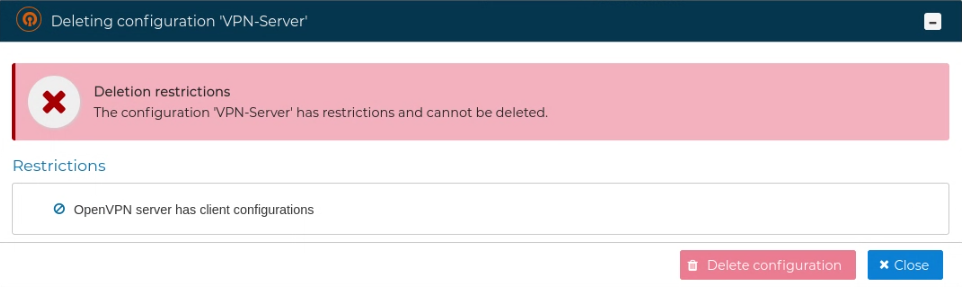 Deleting configuration 'VPN-Server'
Deletion restrictions
The configuration 'VPN-Server' has restrictions and cannot be deleted.
Restrictions
OpenVPN server has client configurations
Delete configuration
Close